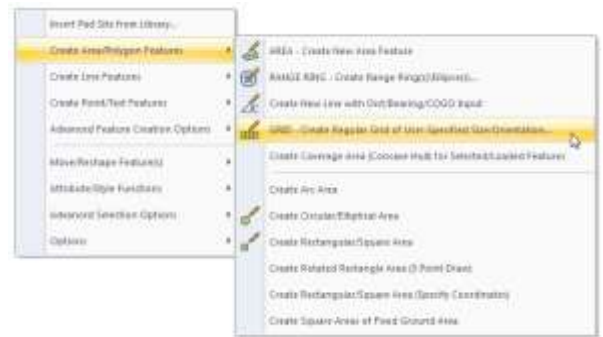 Insert Pad Site from Library...
Create Area/Polygon Features
Create Line Features
Create Point/Text Features
Advanced Feature Creation Options
Move/Reshape Feature(s)
Attribute/Style Functions
Advanced Selection Options
Options
AREA - Create New Area Feature
RANGE RING - Create Range Ring(s)/Ellipse(s)...
Create New Line with Dist/Bearing/COGO Input
GRID - Create Regular Grid of User Specified Size/Orientation...
Create Coverage Area (Concave Hull) for Selected/Loaded Features
Create Arc Area
Create Circular/Elliptical Area
Create Rectangular/Square Area
Create Rotated Rectangle Area (3 Point Draw)
Create Rectangular/Square Area (Specify Coordinates)
Create Square Areas of Fixed Ground Area